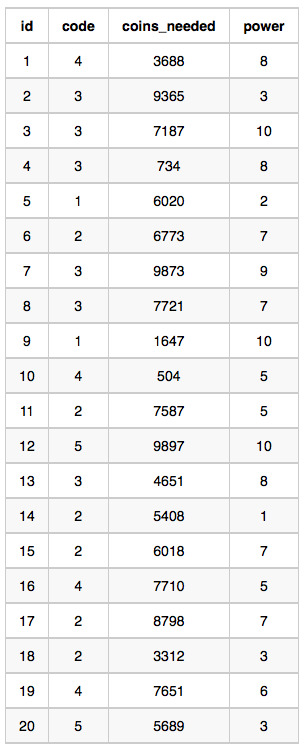 id code coins_needed power
1 4 3688 8
2 3 9365 3
3 3 7187 10
4 3 734 8
5 1 6020 2
6 2 6773 7
7 3 9873 9
8 3 7721 7
9 1 1647 10
10 4 504 5
11 2 7587 5
12 5 9897 10
13 3 4651 8
14 2 5408 1
15 2 6018 7
16 4 7710 5
17 2 8798 7
18 2 3312 3
19 4 7651 6
20 5 5689 3